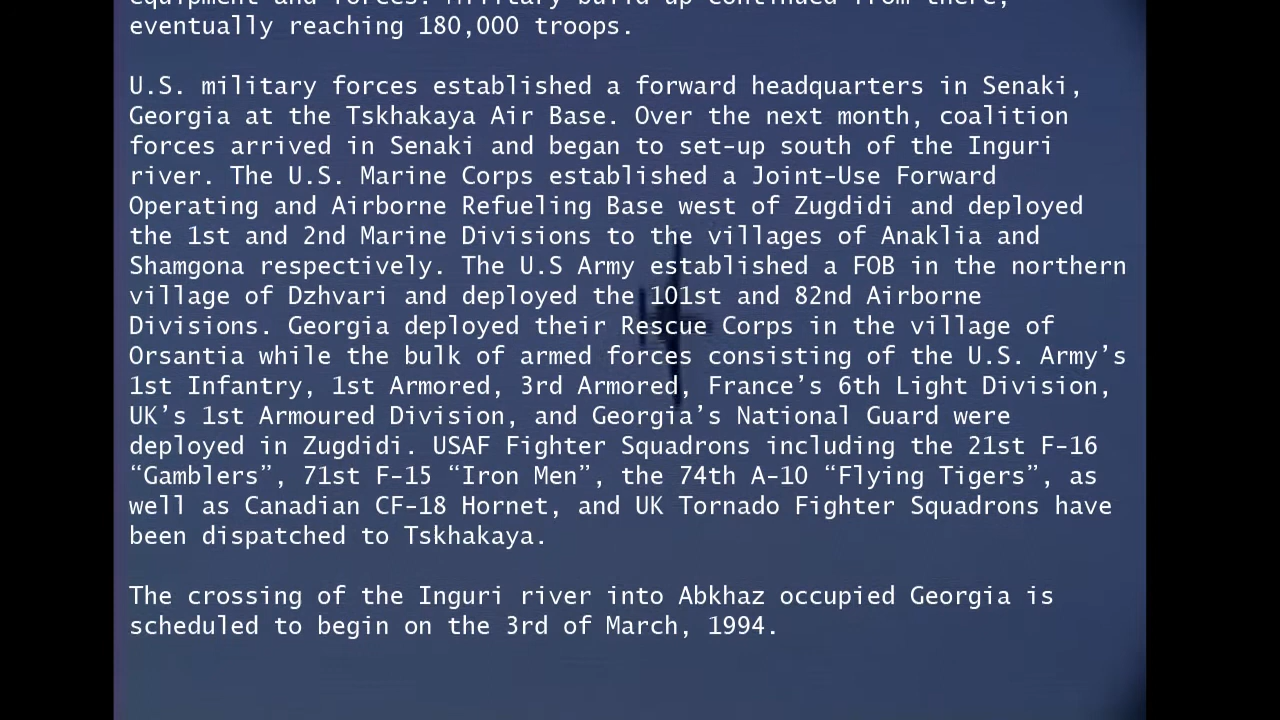 equipment and forces. Military build-up continued from there,
eventually reaching 180,000 troops.
U.S. military forces established a forward headquarters in Senaki,
Georgia at the Tskhakaya Air Base. Over the next month, coalition
forces arrived in Senaki and began to set-up south of the Inguri
river. The U.S. Marine Corps established a Joint-Use Forward
Operating and Airborne Refueling Base west of Zugdidi and deployed
the 1st and 2nd Marine Divisions to the villages of Anaklia and
Shamgona respectively. The U.S Army established a FOB in the northern
village of Dzhvari and deployed the 101st and 82nd Airborne
Divisions. Georgia deployed their Rescue Corps in the village of
Orsantia while the bulk of armed forces consisting of the U.S. Army’s
1st Infantry, 1st Armored, 3rd Armored, France’s 6th Light Division,
UK’s 1st Armoured Division, and Georgia’s National Guard were
deployed in Zugdidi. USAF Fighter Squadrons including the 21st F-16
“Gamblers”, 71st F-15 “Iron Men”, the 74th A-10 “Flying Tigers”, as
well as Canadian CF-18 Hornet, and UK Tornado Fighter Squadrons have
been dispatched to Tskhakaya.
The crossing of the Inguri river into Abkhaz occupied Georgia is
scheduled to begin on the 3rd of March, 1994.